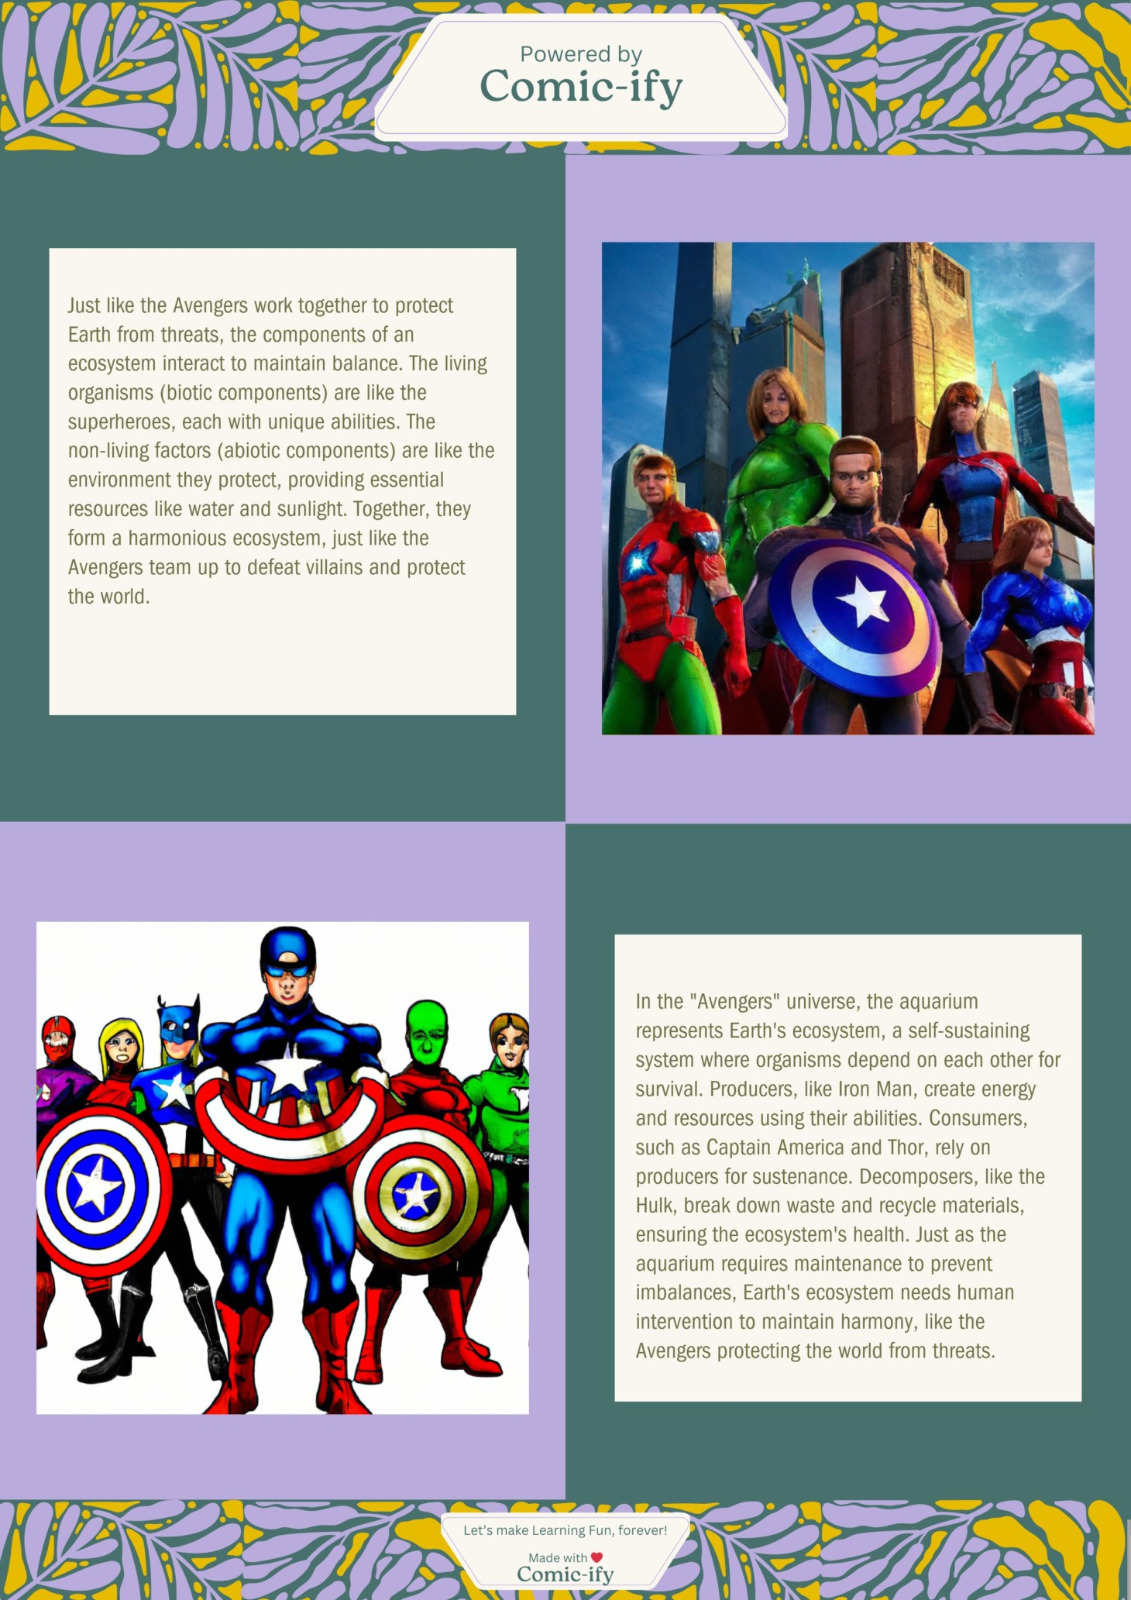 Powered by
Comic-ify
Just like the Avengers work together to protect
Earth from threats, the components of an
ecosystem interact to maintain balance. The living
organisms (biotic components) are like the
superheroes, each with unique abilities. The
non-living factors (abiotic components) are like the
environment they protect, providing essential
resources like water and sunlight. Together, they
form a harmonious ecosystem, just like the
Avengers team up to defeat villains and protect
the world.
In the "Avengers" universe, the aquarium
represents Earth's ecosystem, a self-sustaining
system where organisms depend on each other for
survival. Producers, like Iron Man, create energy
and resources using their abilities. Consumers,
such as Captain America and Thor, rely on
producers for sustenance. Decomposers, like the
Hulk, break down waste and recycle materials,
ensuring the ecosystem's health. Just as the
aquarium requires maintenance to prevent
imbalances, Earth's ecosystem needs human
intervention to maintain harmony, like the
Avengers protecting the world from threats.
Let's make Learning Fun, forever!
Made with ❤
Comic-ify